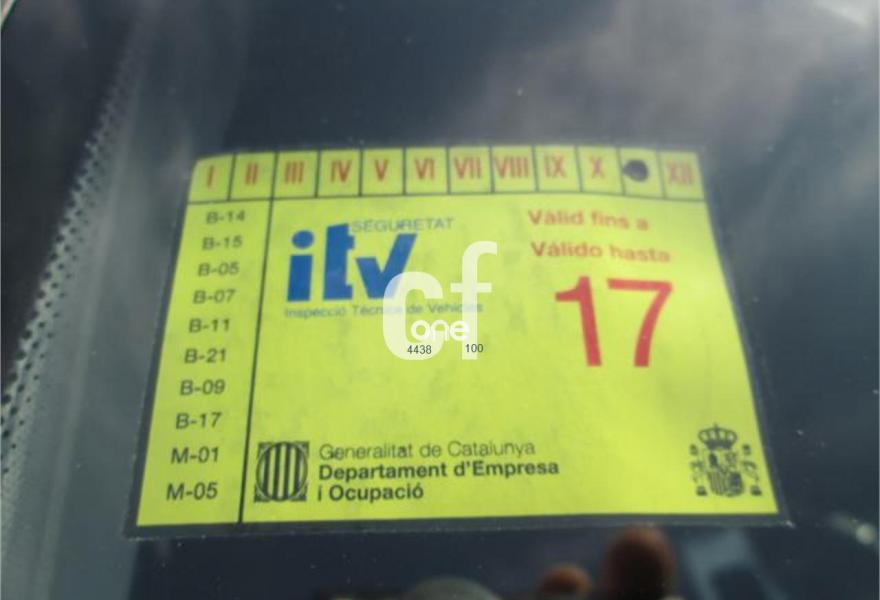 I II III IV V VI VII VIII IX X XII
B-14
B-15
B-05
B-07
B-11
B-21
B-09
B-17
M-01
M-05
SEGURETAT
itv
Inspecció Tècnica de Vehicles
Vàlid fins a
Válido hasta
17
cf
one
4438 100
Generalitat de Catalunya
Departament d'Empresa
i Ocupació